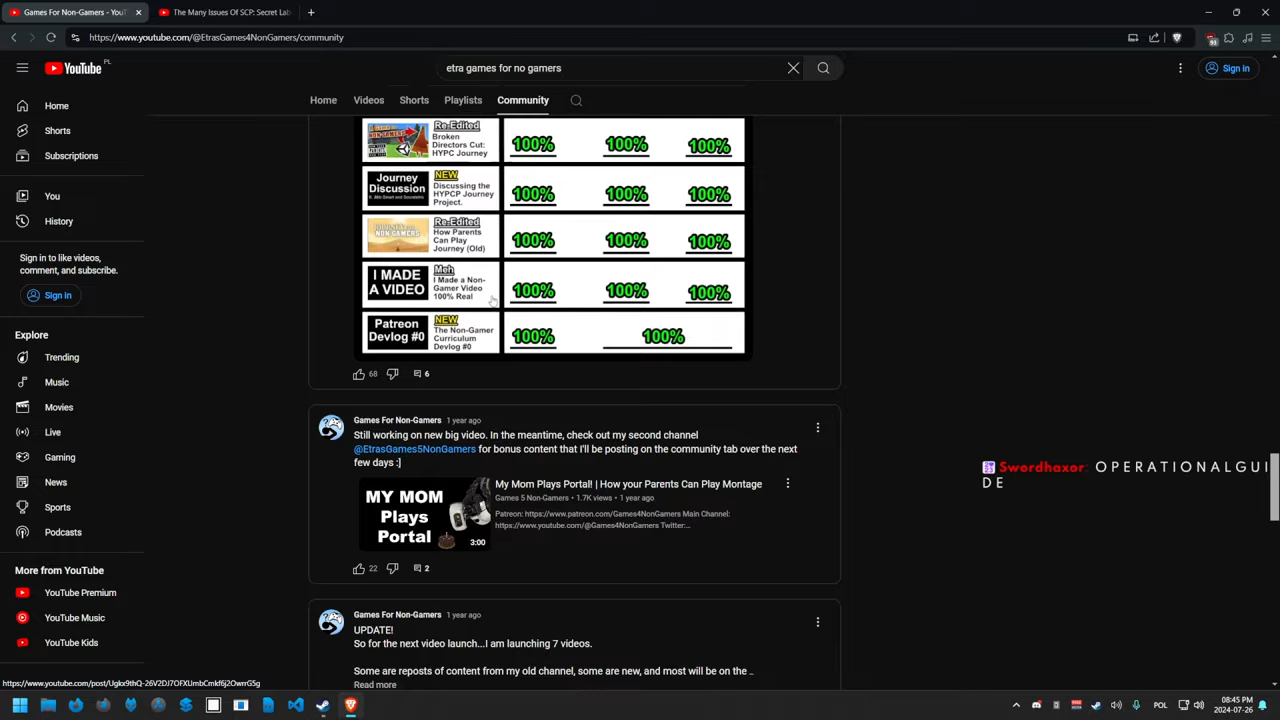 Games For Non-Gamers - YouT
The Many Issues Of SCP: Secret Lab
https://www.youtube.com/@EtrasGames4NonGamers/community
93
YouTube PL
etra games for no gamers
Sign in
Home
Videos
Shorts
Playlists
Community
Home
Shorts
Subscriptions
You
History
Sign in to like videos,
comment, and subscribe.
Sign in
Explore
Trending
Music
Movies
Live
Gaming
News
Sports
Podcasts
More from YouTube
YouTube Premium
YouTube Music
YouTube Kids
Re:Edited
Broken
Directors Cut:
HYPC Journey
100% 100% 100%
Journey
Discussion
NEW
Discussing the
HYPCP Journey
Project.
100% 100% 100%
Re:Edited
How Parents
Can Play
Journey (Old)
100% 100% 100%
I MADE
A VIDEO
Meh
I Made a Non-
Gamer Video
100% Real
100% 100% 100%
Patreon
Devlog #0
NEW
The Non-Gamer
Curriculum
Devlog #0
100% 100%
68 6
Games For Non-Gamers 1 year ago
Still working on new big video. In the meantime, check out my second channel
@EtrasGames5NonGamers for bonus content that I'll be posting on the community tab over the next
few days :]
MY MOM
Plays
Portal
3:00
My Mom Plays Portal! | How your Parents Can Play Montage
Games 5 Non-Gamers • 1.7K views • 1 year ago
Patreon: https://www.patreon.com/Games4NonGamers Main Channel:
https://www.youtube.com/@Games4NonGamers Twitter:...
22 2
Games For Non-Gamers 1 year ago
UPDATE!
So for the next video launch...I am launching 7 videos.
Some are reposts of content from my old channel, some are new, and most will be on the ..
Read more
Swordhaxor: OPERATIONALGUI
DE
POL
08:45 PM
2024-07-26